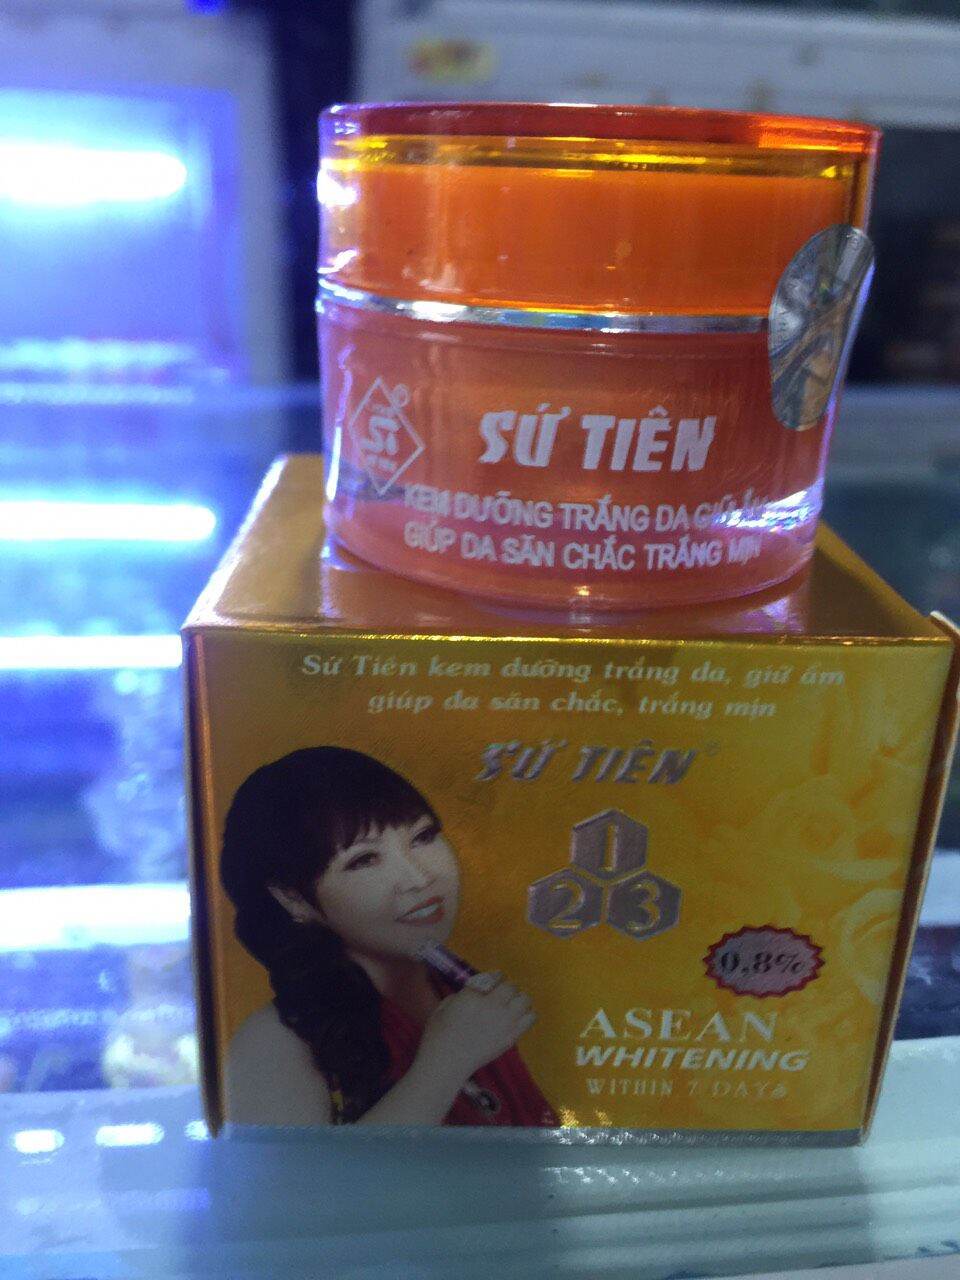 SỨ TIÊN
KEM DƯỠNG TRẮNG DA GIỮ ẨM
GIÚP DA SĂN CHẮC TRẮNG MỊN
Sứ Tiên kem dưỡng trắng da, giữ ẩm
giúp da săn chắc, trắng mịn
SỨ TIÊN®
1
2 3
0,8%
ASEAN
WHITENING
WITHIN 7 DAYS